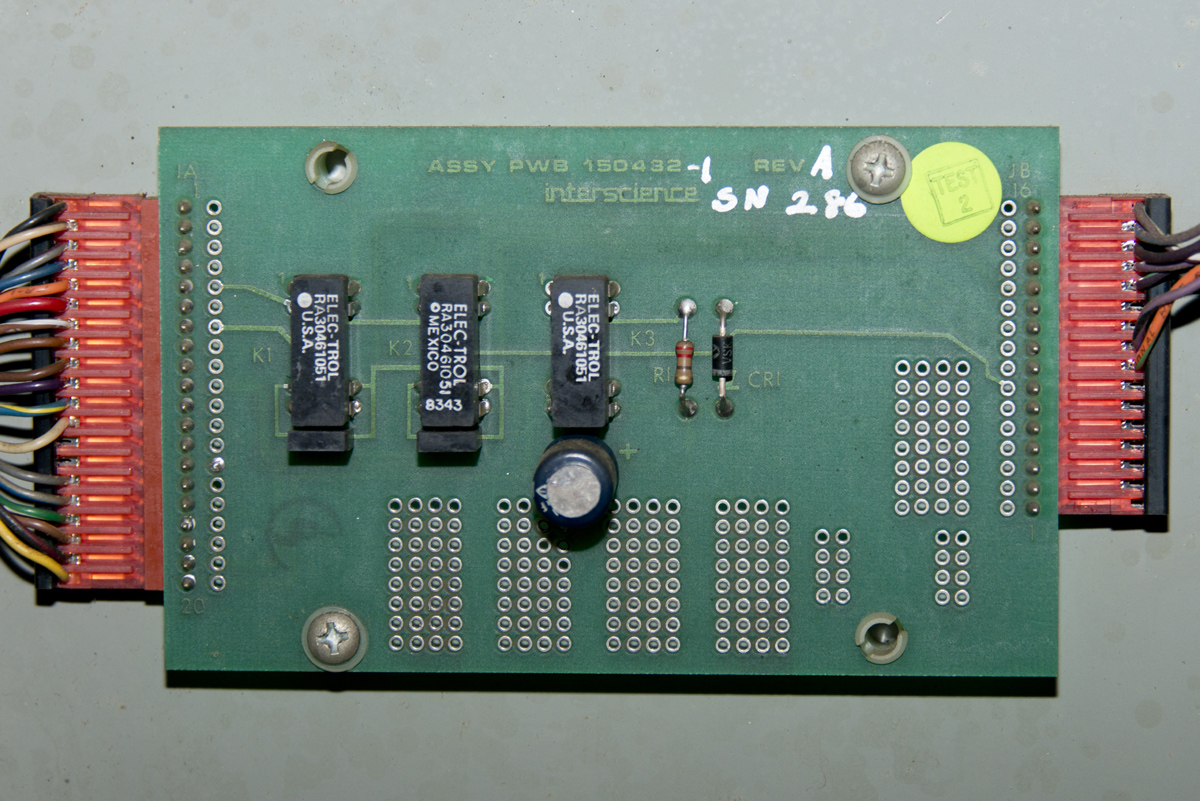 ASSY PWB 150432-1 REV A
interscience
SN 286
TEST
2
JA
1
20
JB
16
1
K1
ELEC-TROL
RA30461051
U.S.A.
K2
ELEC-TROL
RA30461051
©MEXICO
8343
ELEC-TROL
RA30461051
U.S.A.
K3
R1
CR1
+